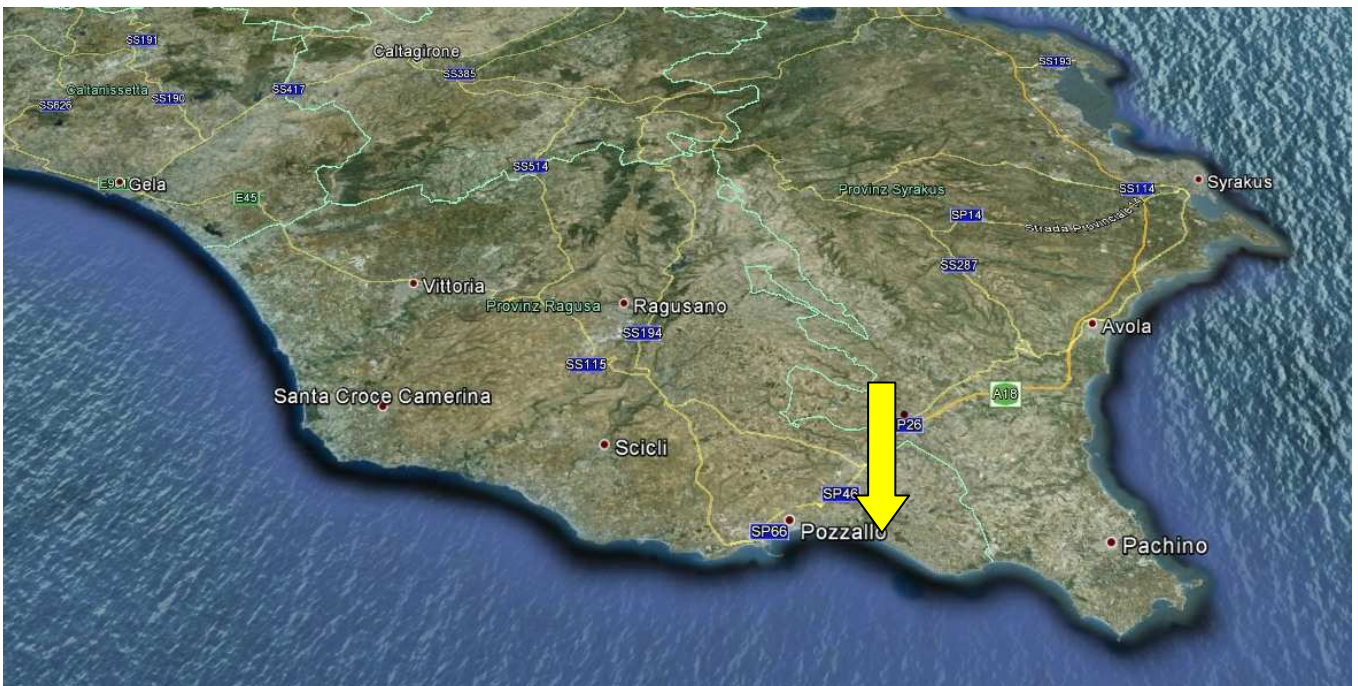 SS191
Caltagirone
SS385
SS193
Caltanissetta
SS626
SS190
SS417
SS514
Gela
E45
Provinz Syrakus
SS114
Syrakus
SP14
Strada Provinciale
SS287
Vittoria
Provinz Ragusa
Ragusano
SS194
Avola
SS115
Santa Croce Camerina
A18
P26
Scicli
SP46
SP66
Pozzallo
Pachino